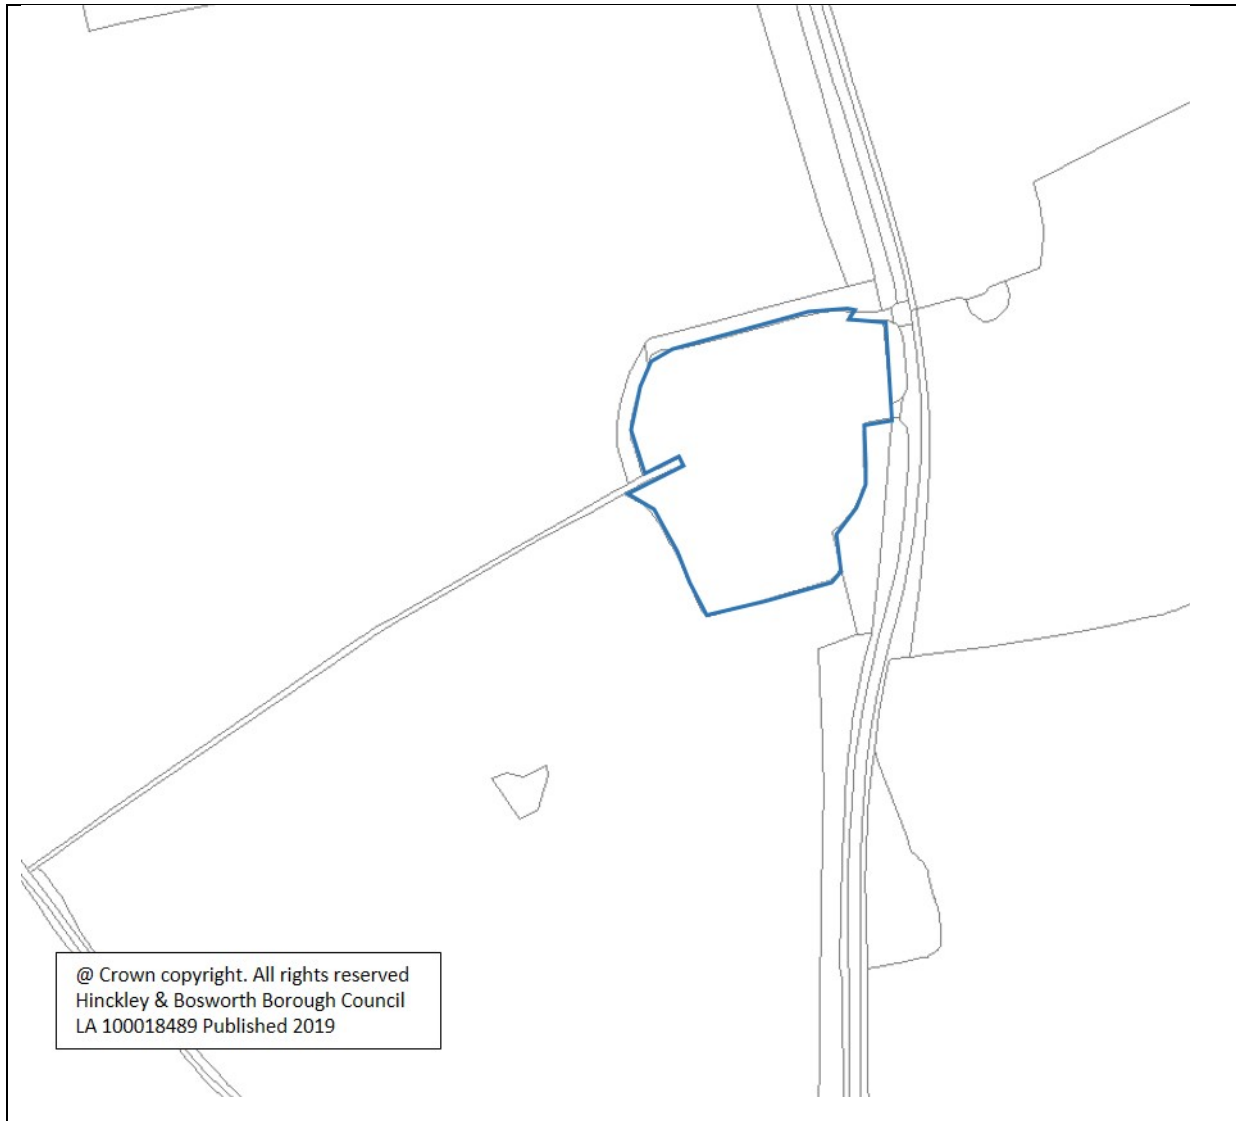 @ Crown copyright. All rights reserved
Hinckley & Bosworth Borough Council
LA 100018489 Published 2019